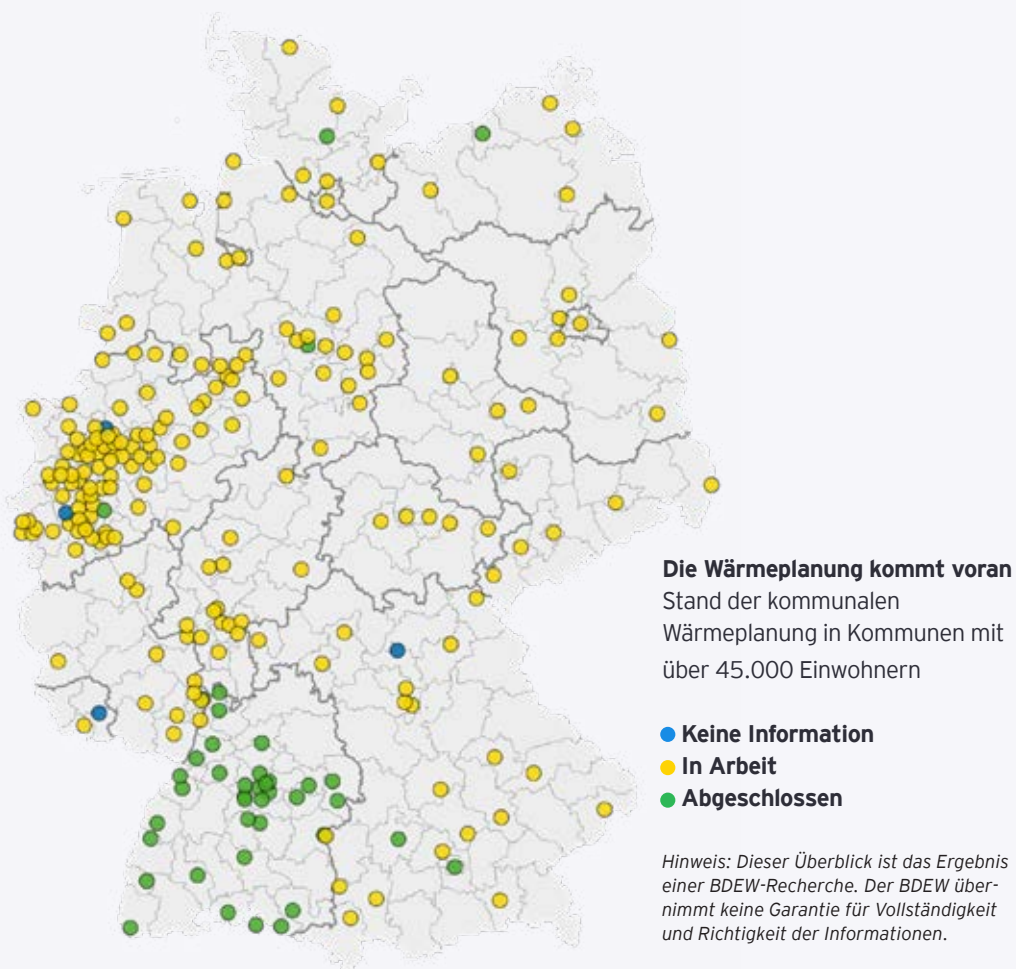 Die Wärmeplanung kommt voran
Stand der kommunalen
Wärmeplanung in Kommunen mit
über 45.000 Einwohnern
Keine Information
In Arbeit
Abgeschlossen
Hinweis: Dieser Überblick ist das Ergebnis
einer BDEW-Recherche. Der BDEW über-
nimmt keine Garantie für Vollständigkeit
und Richtigkeit der Informationen.